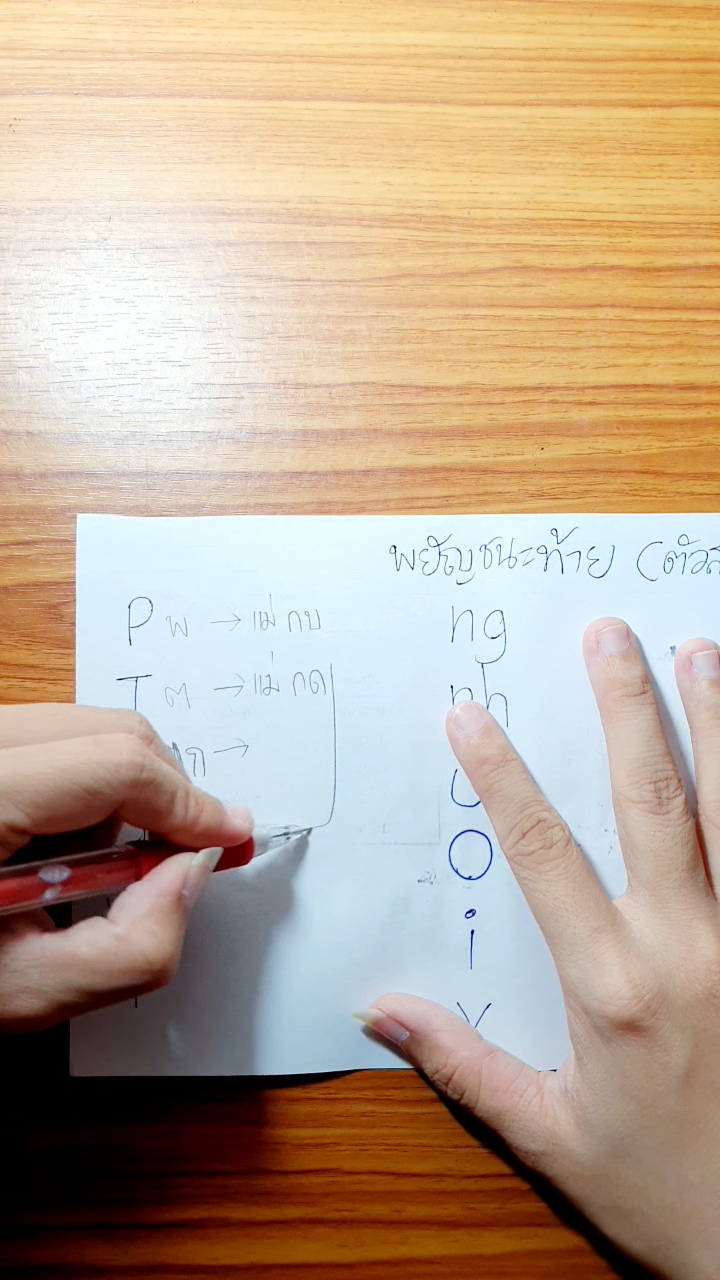 พยัญชนะท้าย (ตัวส
P พ → แม่ กบ
T ต → แม่ กด
→
ng
nh
O
i
y